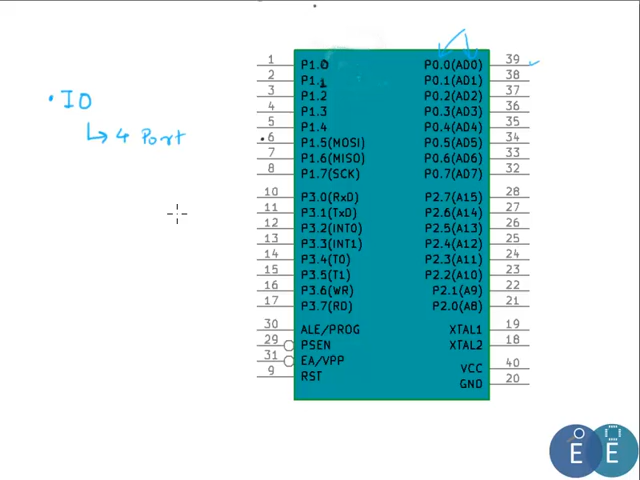 • IO
↳ 4 Port
1 P1.0 P0.0(AD0) 39
2 P1.1 P0.1(AD1) 38
3 P1.2 P0.2(AD2) 37
4 P1.3 P0.3(AD3) 36
5 P1.4 P0.4(AD4) 35
6 P1.5(MOSI) P0.5(AD5) 34
7 P1.6(MISO) P0.6(AD6) 33
8 P1.7(SCK) P0.7(AD7) 32
10 P3.0(RxD) P2.7(A15) 28
11 P3.1(TxD) P2.6(A14) 27
12 P3.2(INT0) P2.5(A13) 26
13 P3.3(INT1) P2.4(A12) 25
14 P3.4(T0) P2.3(A11) 24
15 P3.5(T1) P2.2(A10) 23
16 P3.6(WR) P2.1(A9) 22
17 P3.7(RD) P2.0(A8) 21
30 ALE/PROG XTAL1 19
29 PSEN XTAL2 18
31 EA/VPP VCC 40
9 RST GND 20
E E